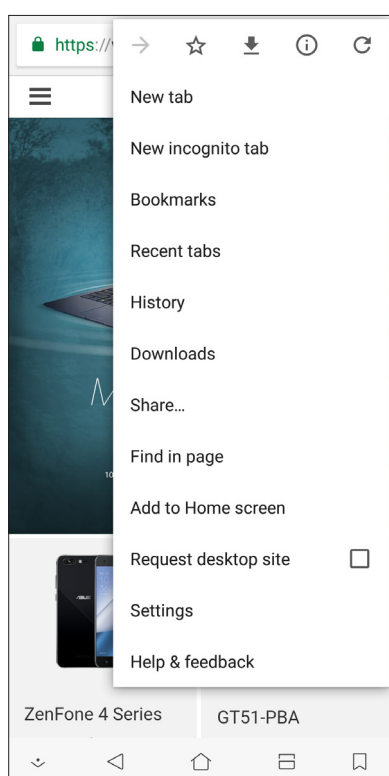 https://
New tab
New incognito tab
Bookmarks
Recent tabs
History
Downloads
Share...
Find in page
Add to Home screen
Request desktop site
Settings
Help & feedback
ASUS
ZenFone 4 Series
GT51-PBA